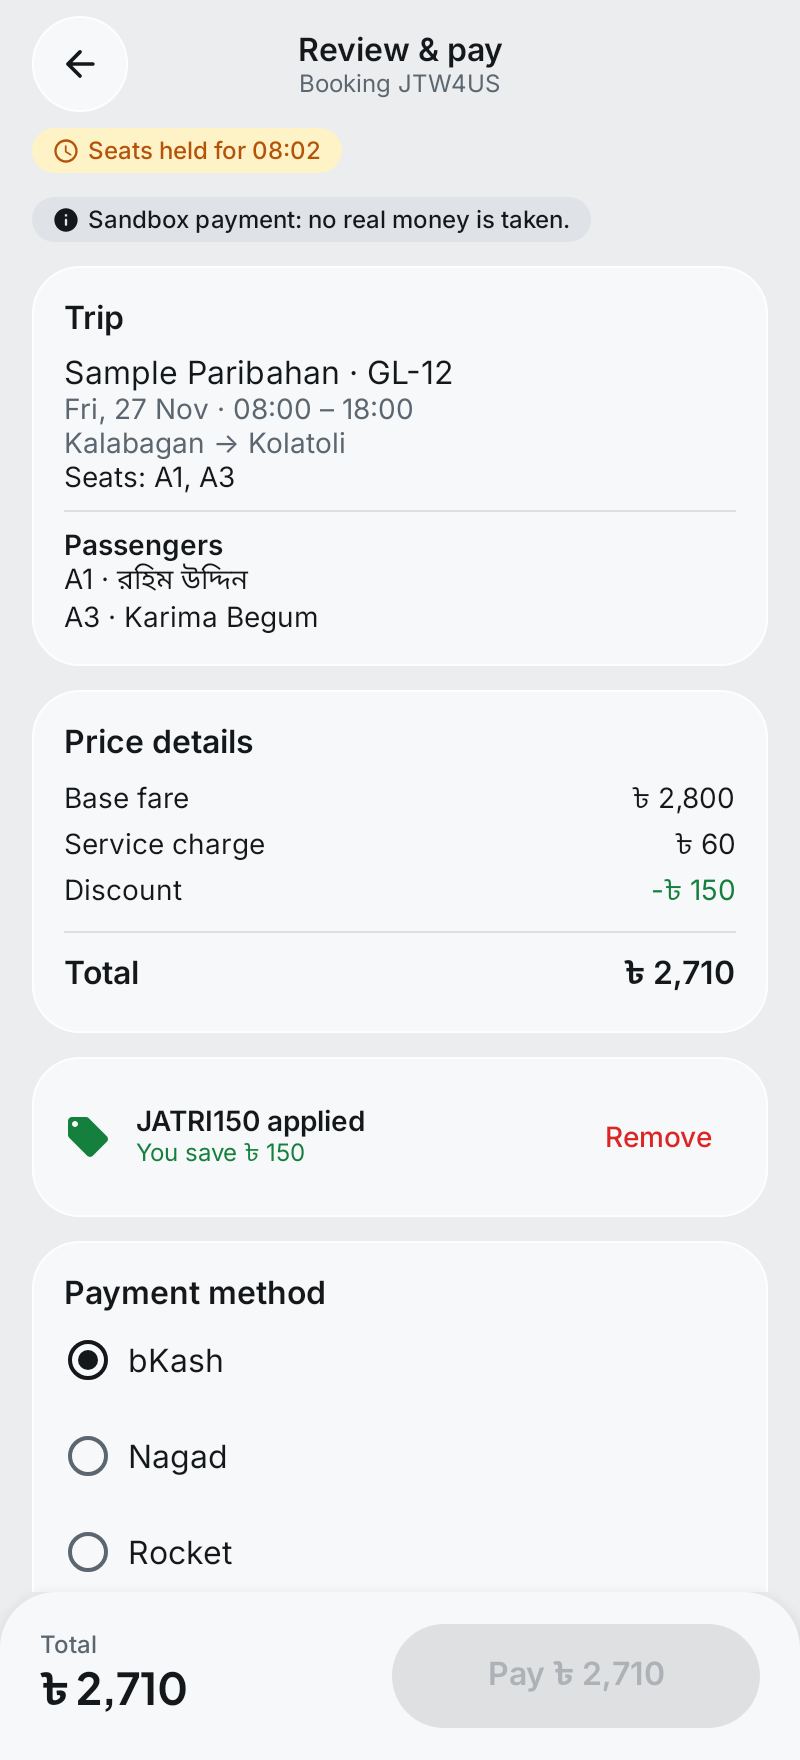 Review & pay
Booking JTW4US
Seats held for 08:02
Sandbox payment: no real money is taken.
Trip
Sample Paribahan · GL-12
Fri, 27 Nov · 08:00 – 18:00
Kalabagan → Kolatoli
Seats: A1, A3
Passengers
A1 · রহিম উদ্দিন
A3 · Karima Begum
Price details
Base fare ৳ 2,800
Service charge ৳ 60
Discount -৳ 150
Total ৳ 2,710
JATRI150 applied
You save ৳ 150
Remove
Payment method
bKash
Nagad
Rocket
Total
৳ 2,710
Pay ৳ 2,710